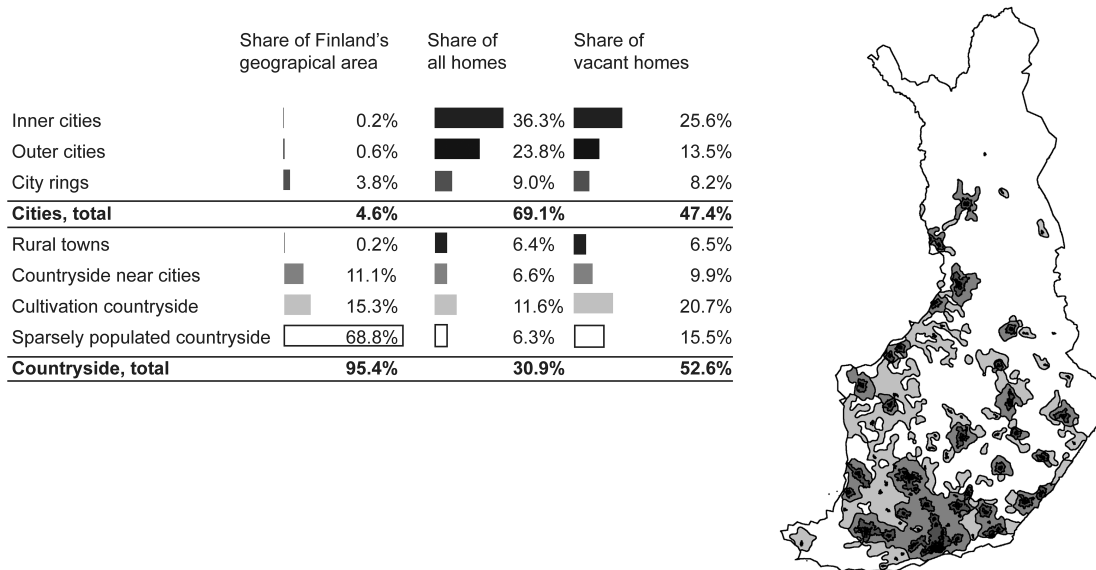 Share of Finland's Share of Share of
geograpical area all homes vacant homes
Inner cities 0.2% 36.3% 25.6%
Outer cities 0.6% 23.8% 13.5%
City rings 3.8% 9.0% 8.2%
Cities, total 4.6% 69.1% 47.4%
Rural towns 0.2% 6.4% 6.5%
Countryside near cities 11.1% 6.6% 9.9%
Cultivation countryside 15.3% 11.6% 20.7%
Sparsely populated countryside 68.8% 6.3% 15.5%
Countryside, total 95.4% 30.9% 52.6%